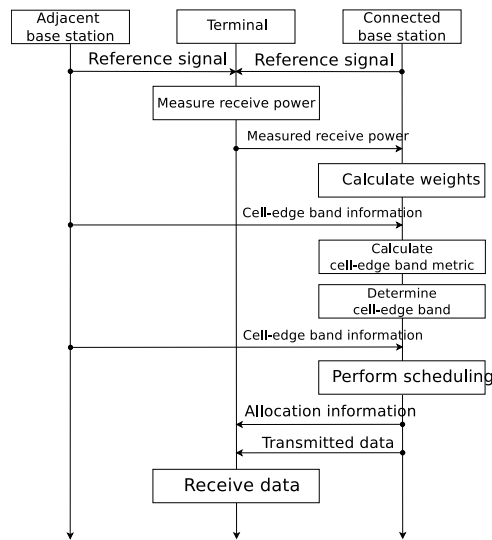 Adjacent
base station
Terminal
Connected
base station
Reference signal
Reference signal
Measure receive power
Measured receive power
Calculate weights
Cell-edge band information
Calculate
cell-edge band metric
Determine
cell-edge band
Cell-edge band information
Perform scheduling
Allocation information
Transmitted data
Receive data